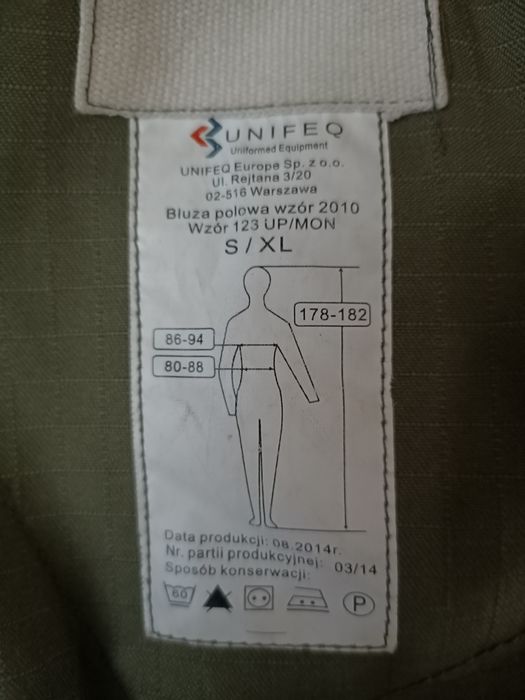 UNIFEQ
Uniformed Equipment
UNIFEQ Europe Sp. z o.o.
Ul. Rejtana 3/20
02-516 Warszawa
Bluza polowa wzór 2010
Wzór 123 UP/MON
S / XL
178-182
86-94
80-88
Data produkcji: 08.2014r.
Nr. partii produkcyjnej: 03/14
Sposób konserwacji:
60
P